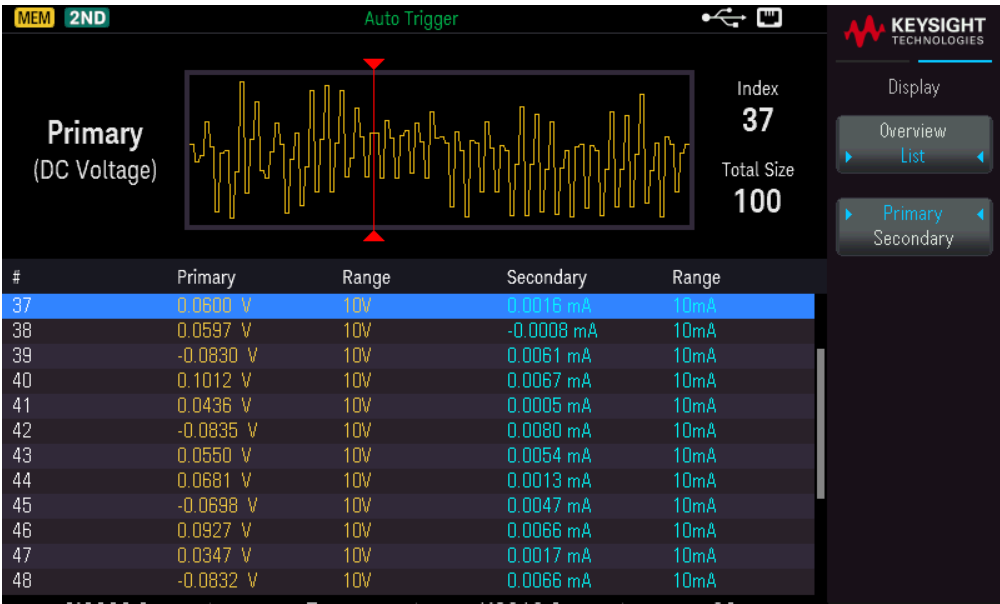 MEM 2ND Auto Trigger
KEYSIGHT
TECHNOLOGIES
Display
Overview
List
Primary
Secondary
Primary
(DC Voltage)
Index
37
Total Size
100
# Primary Range Secondary Range
37 0.0600 V 10V 0.0016 mA 10mA
38 0.0597 V 10V -0.0008 mA 10mA
39 -0.0830 V 10V 0.0061 mA 10mA
40 0.1012 V 10V 0.0067 mA 10mA
41 0.0436 V 10V 0.0005 mA 10mA
42 -0.0835 V 10V 0.0080 mA 10mA
43 0.0550 V 10V 0.0054 mA 10mA
44 0.0681 V 10V 0.0013 mA 10mA
45 -0.0698 V 10V 0.0047 mA 10mA
46 0.0927 V 10V 0.0066 mA 10mA
47 0.0347 V 10V 0.0017 mA 10mA
48 -0.0832 V 10V 0.0066 mA 10mA